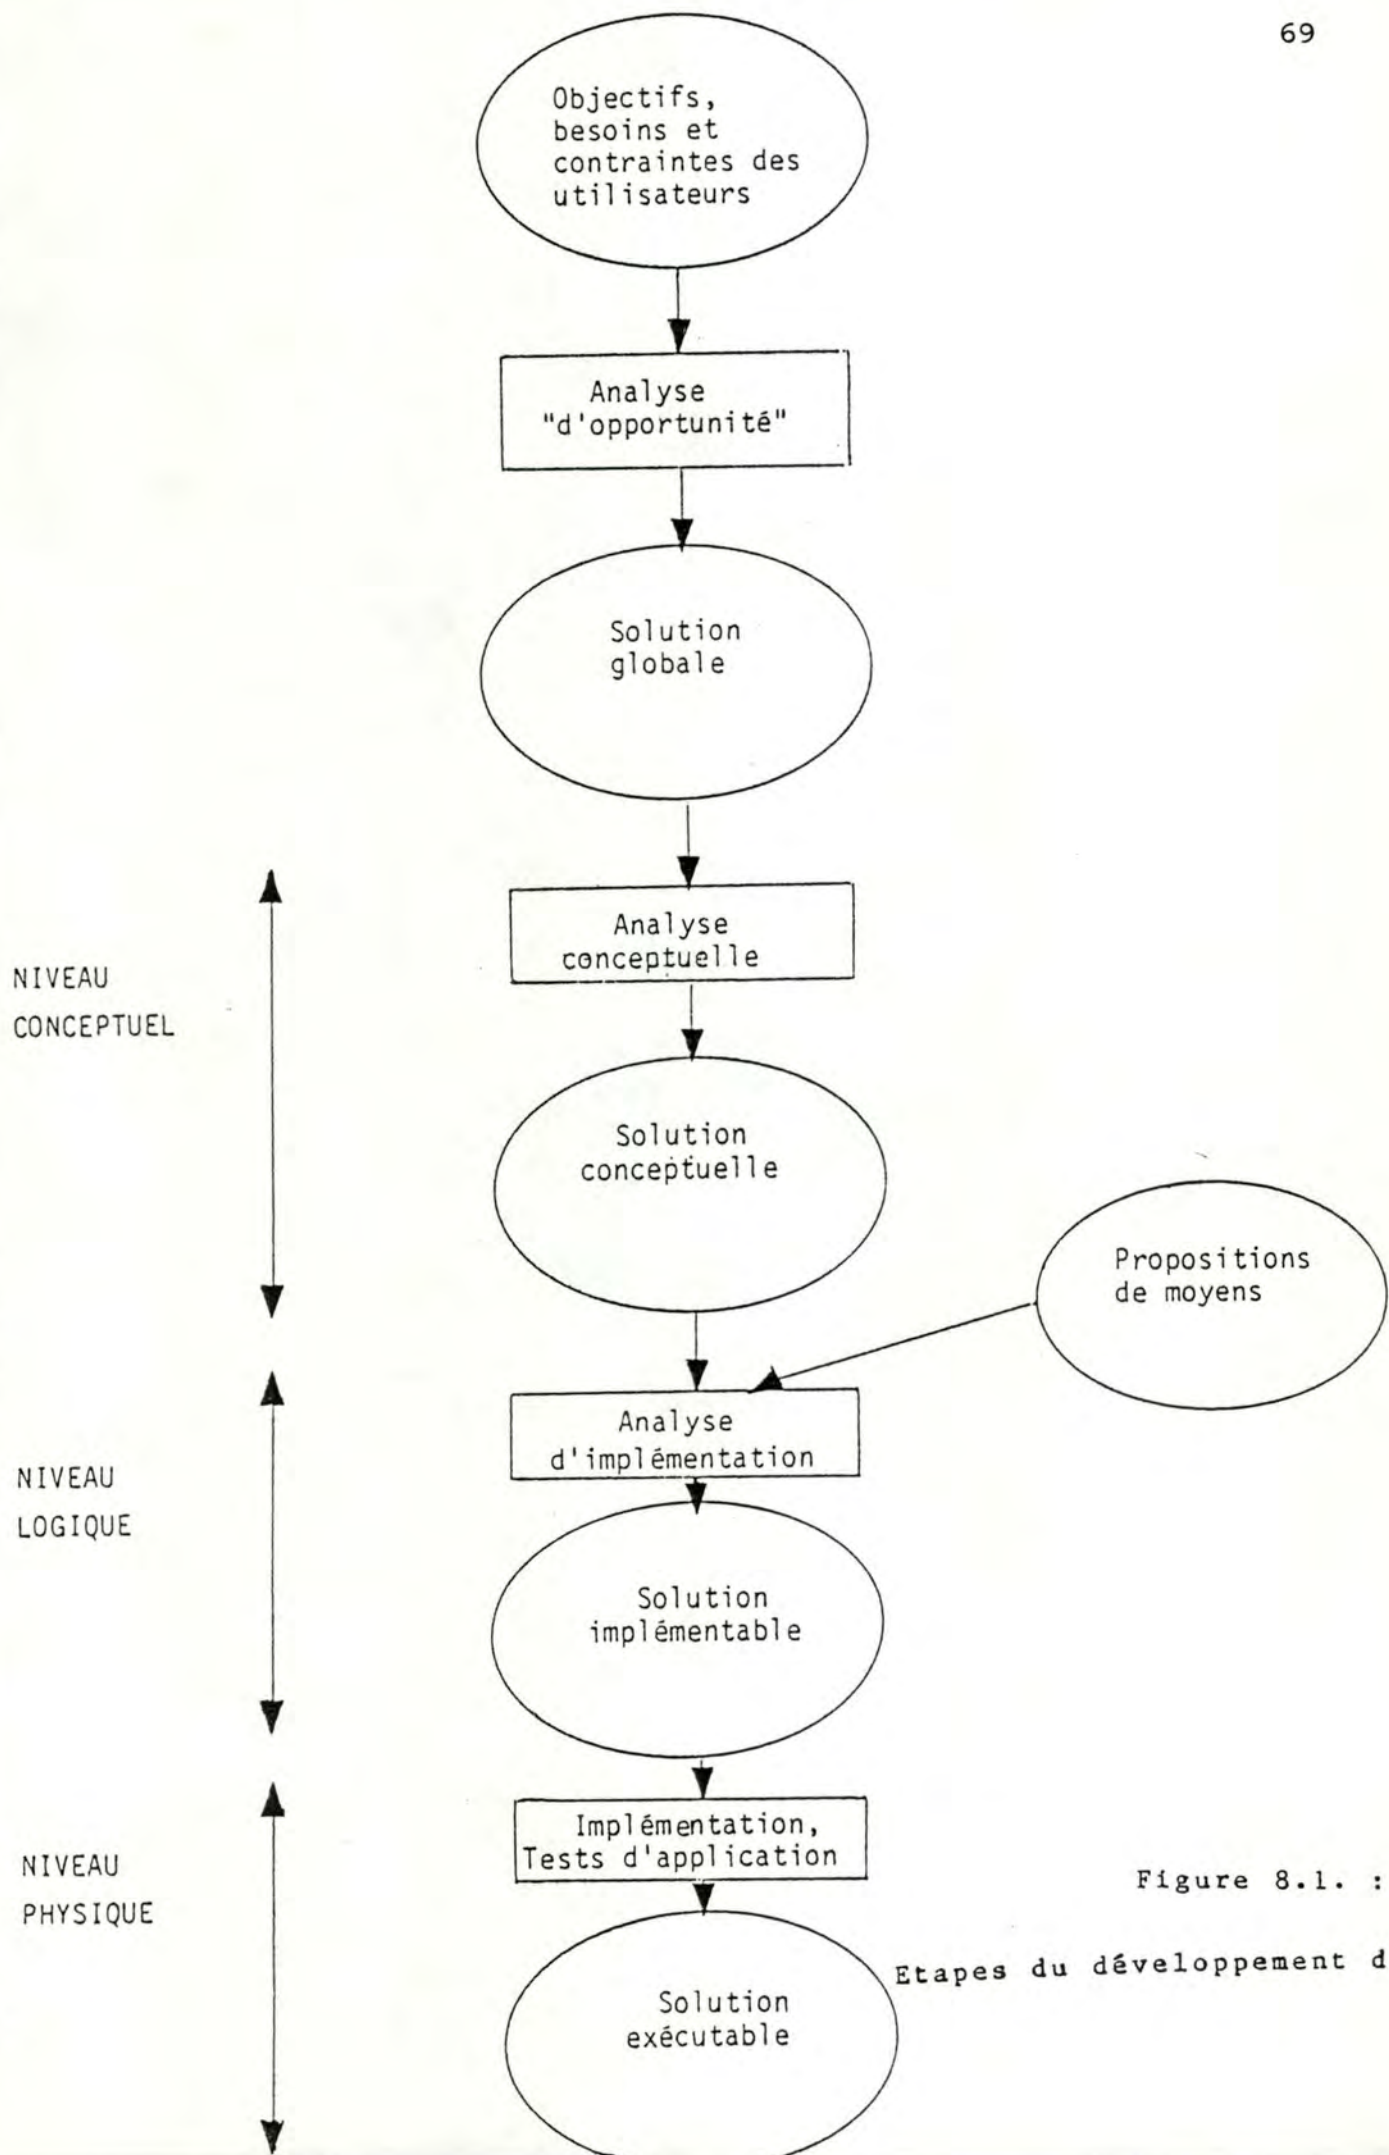 69
Objectifs,
besoins et
contraintes des
utilisateurs
Analyse
"d'opportunité"
Solution
globale
Analyse
conceptuelle
NIVEAU
CONCEPTUEL
Solution
conceptuelle
Propositions
de moyens
Analyse
d'implémentation
NIVEAU
LOGIQUE
Solution
implémentable
Implémentation,
Tests d'application
NIVEAU
PHYSIQUE
Figure 8.1. :
Etapes du développement d
Solution
exécutable